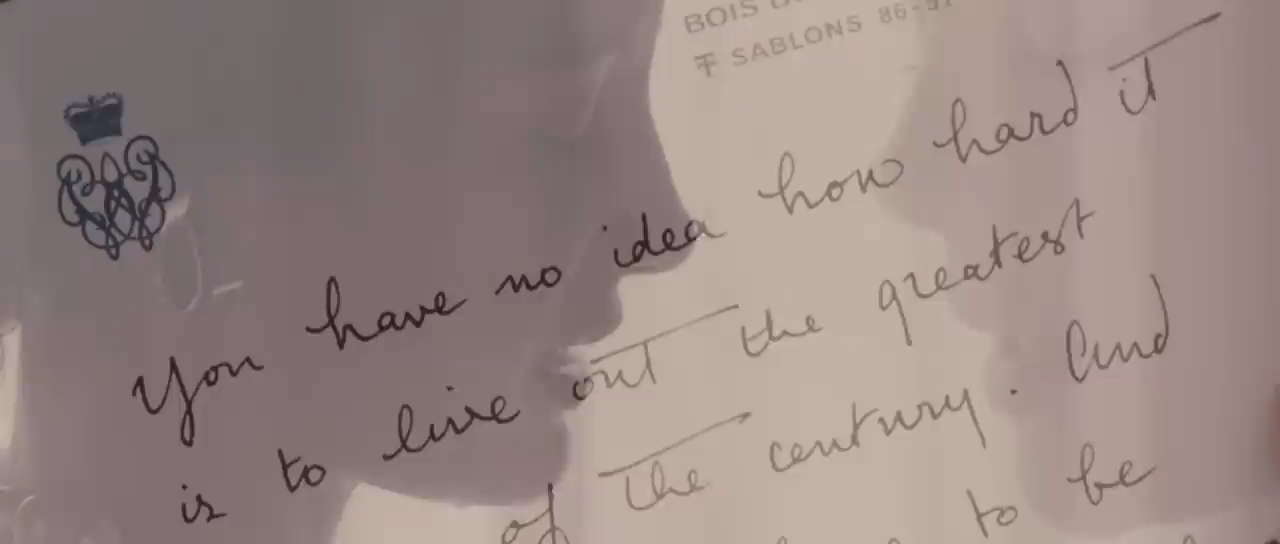 BOIS
SABLONS 86-
You have no idea how hard it
is to live out the greatest
of the century. And
to be